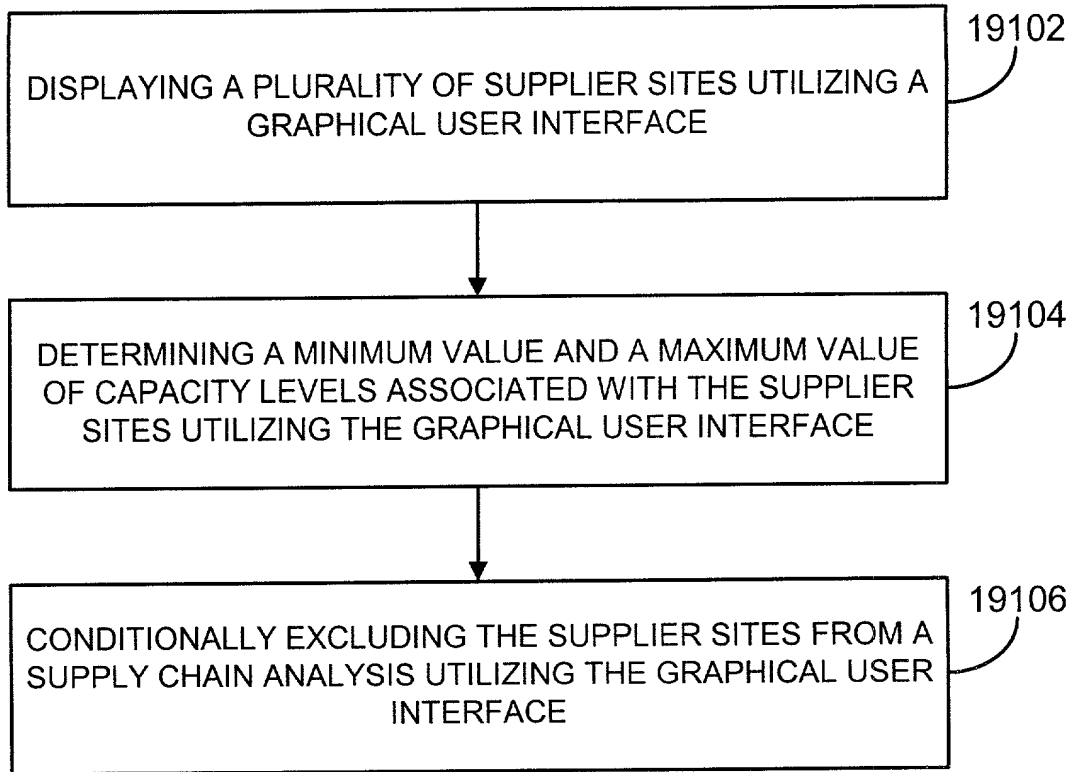 19102
DISPLAYING A PLURALITY OF SUPPLIER SITES UTILIZING A
GRAPHICAL USER INTERFACE
19104
DETERMINING A MINIMUM VALUE AND A MAXIMUM VALUE
OF CAPACITY LEVELS ASSOCIATED WITH THE SUPPLIER
SITES UTILIZING THE GRAPHICAL USER INTERFACE
19106
CONDITIONALLY EXCLUDING THE SUPPLIER SITES FROM A
SUPPLY CHAIN ANALYSIS UTILIZING THE GRAPHICAL USER
INTERFACE